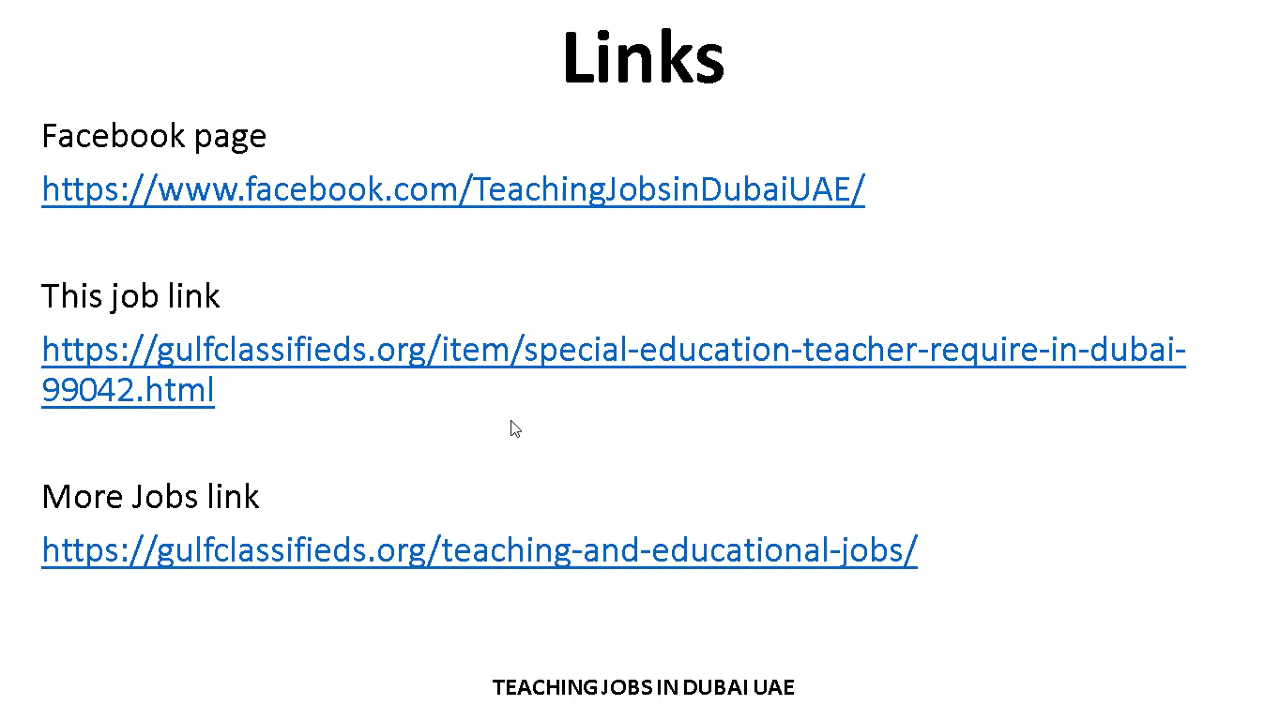 Links
Facebook page
https://www.facebook.com/TeachingJobsinDubaiUAE/
This job link
https://gulfclassifieds.org/item/special-education-teacher-require-in-dubai-
99042.html
More Jobs link
https://gulfclassifieds.org/teaching-and-educational-jobs/
TEACHING JOBS IN DUBAI UAE